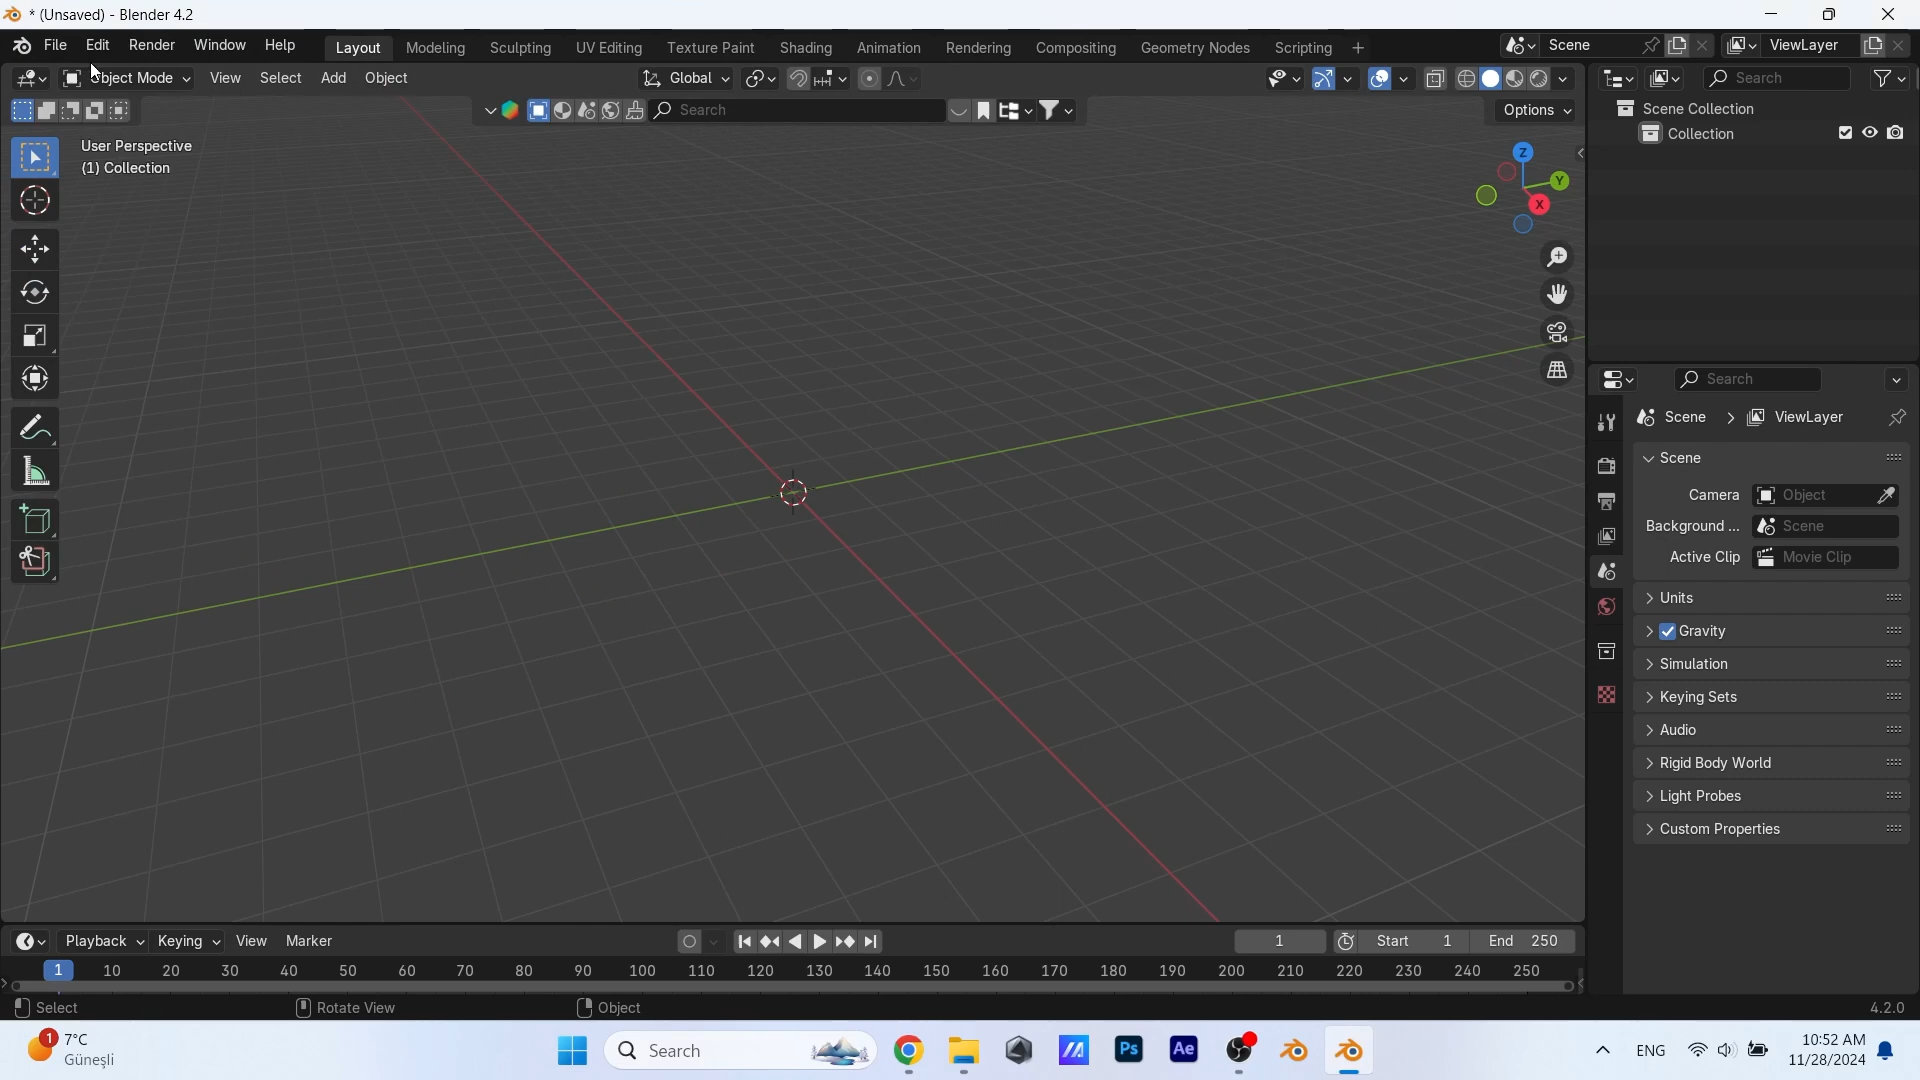 * (Unsaved) - Blender 4.2
File Edit Render Window Help Layout Modeling Sculpting UV Editing Texture Paint Shading Animation Rendering Compositing Geometry Nodes Scripting + Scene ViewLayer
Object Mode View Select Add Object Global Search
Search Options
User Perspective
(1) Collection
Z
Y
X
Scene Collection
Collection
Search
Scene > ViewLayer
Scene
Camera Object
Background ... Scene
Active Clip Movie Clip
Units
Gravity
Simulation
Keying Sets
Audio
Rigid Body World
Light Probes
Custom Properties
Playback Keying View Marker 1 Start 1 End 250
1 10 20 30 40 50 60 70 80 90 100 110 120 130 140 150 160 170 180 190 200 210 220 230 240 250
Select Rotate View Object 4.2.0
1 7°C
Güneşli
Search
Ps Ae
ENG
10:52 AM
11/28/2024